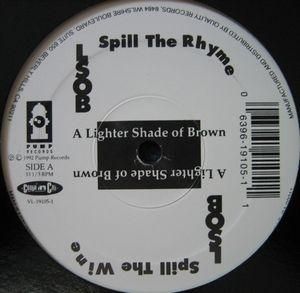 MANUFACTURED AND DISTRIBUTED BY QUALITY RECORDS, 8484 WILSHIRE BOULEVARD, SUITE 650, BEVERLY HILLS, CA 90211
Spill The Rhyme
LSOB
0 6396-19105-1 1
PUMP
RECORDS
℗ © 1992 Pump Records
SIDE A
33 1/3 RPM
VL-19105-1
A Lighter Shade of Brown
A Lighter Shade of Brown
BOSL
Spill The Wine